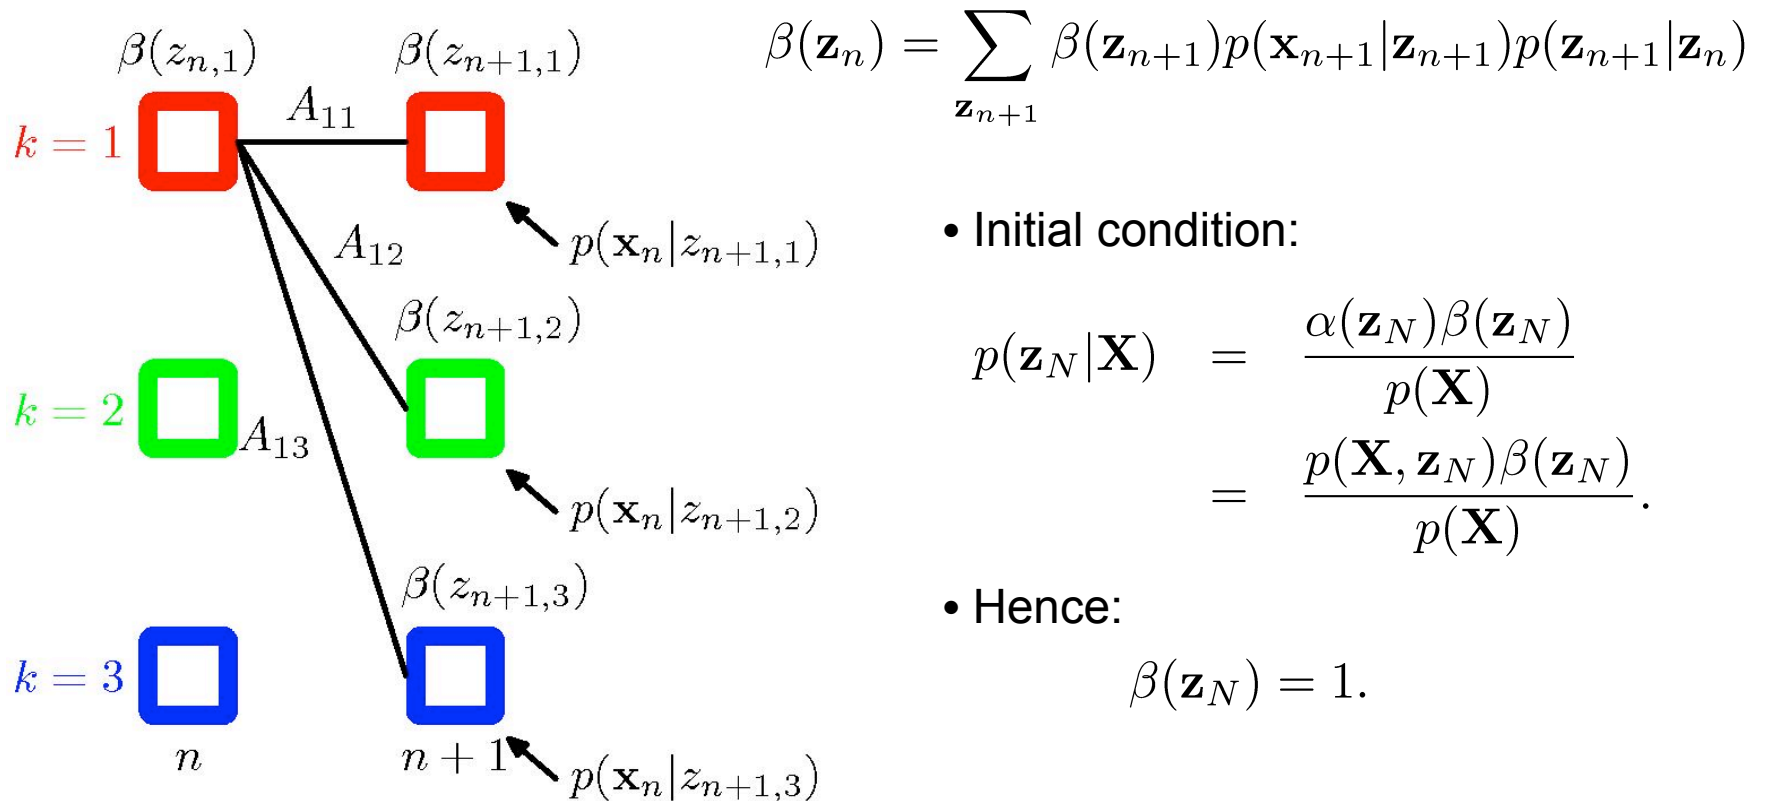 β(z_{n,1}) β(z_{n+1,1})
A_{11}
k = 1
p(x_n|z_{n+1,1})
A_{12}
β(z_{n+1,2})
k = 2
A_{13}
p(x_n|z_{n+1,2})
β(z_{n+1,3})
k = 3
n n + 1
p(x_n|z_{n+1,3})
β(z_n) = ∑_{z_{n+1}} β(z_{n+1})p(x_{n+1}|z_{n+1})p(z_{n+1}|z_n)
• Initial condition:
p(z_N|X) = α(z_N)β(z_N) / p(X)
= p(X, z_N)β(z_N) / p(X).
• Hence:
β(z_N) = 1.